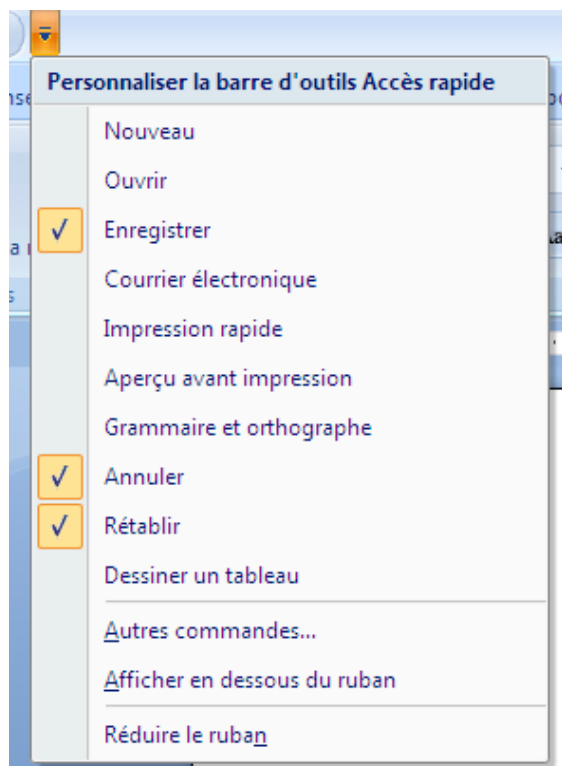 Personnaliser la barre d'outils Accès rapide
Nouveau
Ouvrir
Enregistrer
Courrier électronique
Impression rapide
Aperçu avant impression
Grammaire et orthographe
Annuler
Rétablir
Dessiner un tableau
Autres commandes...
Afficher en dessous du ruban
Réduire le ruban